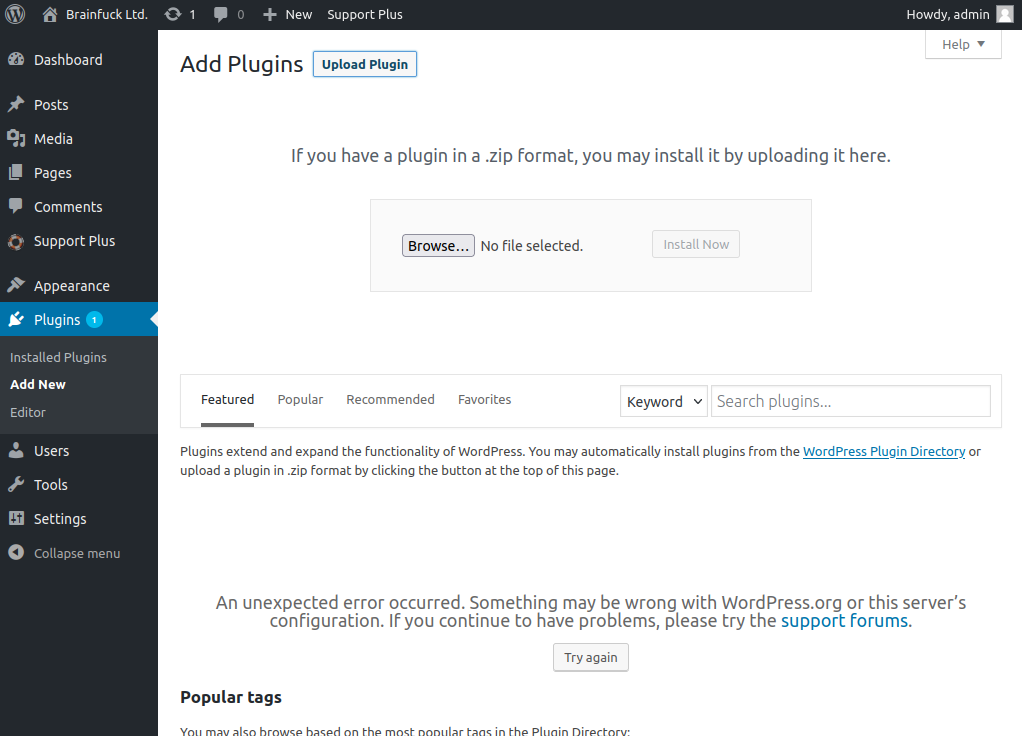 Brainfuck Ltd. 1 0 New Support Plus Howdy, admin
Help
Dashboard
Posts
Media
Pages
Comments
Support Plus
Appearance
Plugins 1
Installed Plugins
Add New
Editor
Users
Tools
Settings
Collapse menu
Add Plugins Upload Plugin
If you have a plugin in a .zip format, you may install it by uploading it here.
Browse... No file selected. Install Now
Featured Popular Recommended Favorites Keyword Search plugins...
Plugins extend and expand the functionality of WordPress. You may automatically install plugins from the WordPress Plugin Directory or
upload a plugin in .zip format by clicking the button at the top of this page.
An unexpected error occurred. Something may be wrong with WordPress.org or this server’s
configuration. If you continue to have problems, please try the support forums.
Try again
Popular tags
You may also browse based on the most popular tags in the Plugin Directory: